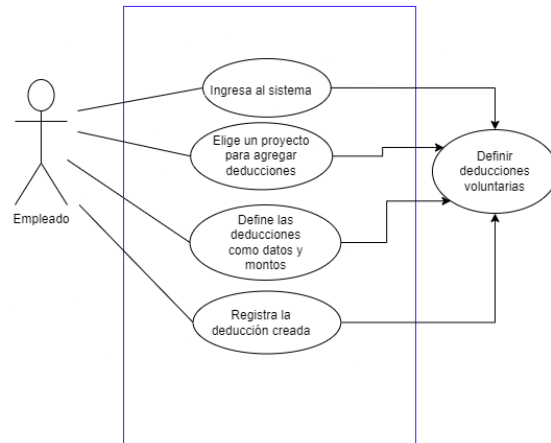 Ingresa al sistema
Elige un proyecto
para agregar
deducciones
Definir
deducciones
voluntarias
Empleado
Define las
deducciones
como datos y
montos
Registra la
deducción creada